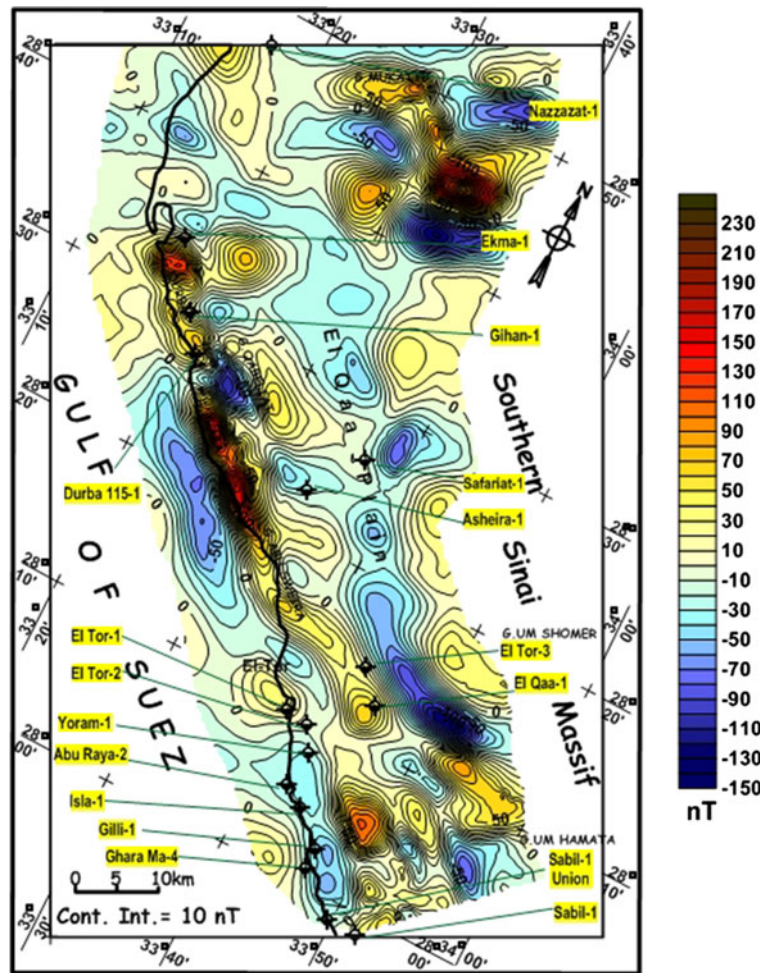 33 10'
33 20'
33 30'
33 40'
28 40'
28 50'
G.MUKATTAB
Nazzazat-1
28 30'
N
Ekma-1
33 10'
Gihan-1
34 00'
28 20'
El Qaa Plain
Southern Sinai Massif
GULF OF SUEZ
Durba 115-1
Safariat-1
Asheira-1
28 30'
28 10'
33 20'
34 00'
El Tor-1
G.UM SHOMER
El Tor-3
El Tor
El Tor-2
El Qaa-1
28 20'
Yoram-1
28 00'
Abu Raya-2
Isla-1
Gilli-1
G.UM HAMATA
Ghara Ma-4
Sabil-1
Union
28 10'
0 5 10km
Cont. Int.= 10 nT
Sabil-1
33 30'
33 40'
33 50'
28 34 00'
230
210
190
170
150
130
110
90
70
50
30
10
-10
-30
-50
-70
-90
-110
-130
-150
nT